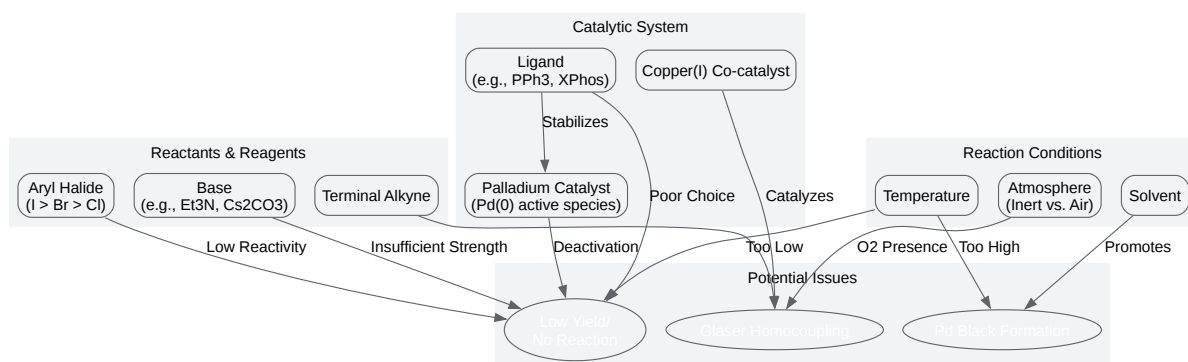 Catalytic System
Ligand
(e.g., PPh3, XPhos)
Copper(I) Co-catalyst
Stabilizes
Reactants & Reagents
Reaction Conditions
Aryl Halide
(I > Br > Cl)
Base
(e.g., Et3N, Cs2CO3)
Terminal Alkyne
Palladium Catalyst
(Pd(0) active species)
Poor Choice
Catalyzes
Temperature
Atmosphere
(Inert vs. Air)
Solvent
Low Reactivity
Insufficient Strength
Deactivation
Too Low
O2 Presence
Too High
Promotes
Potential Issues
Low Yield/
No Reaction
Glaser Homocoupling
Pd Black Formation